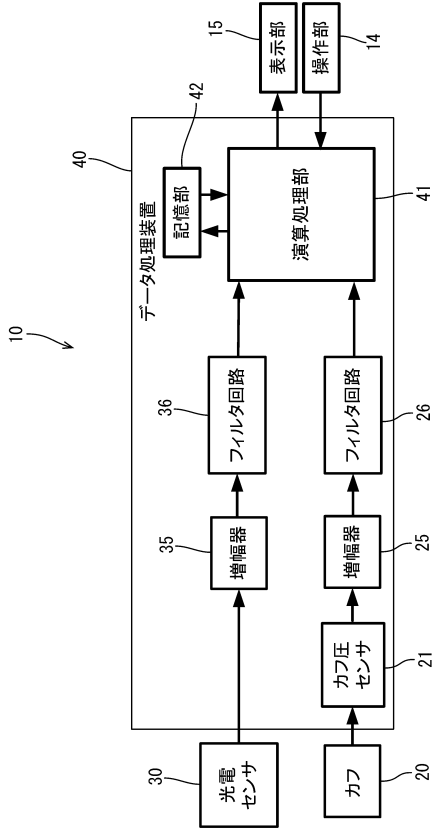 10
40
データ処理装置
42
記憶部
15
表示部
操作部
14
演算処理部
41
36
フィルタ回路
35
増幅器
30
光電
センサ
フィルタ回路
26
増幅器
25
カフ圧
センサ
21
カフ
20